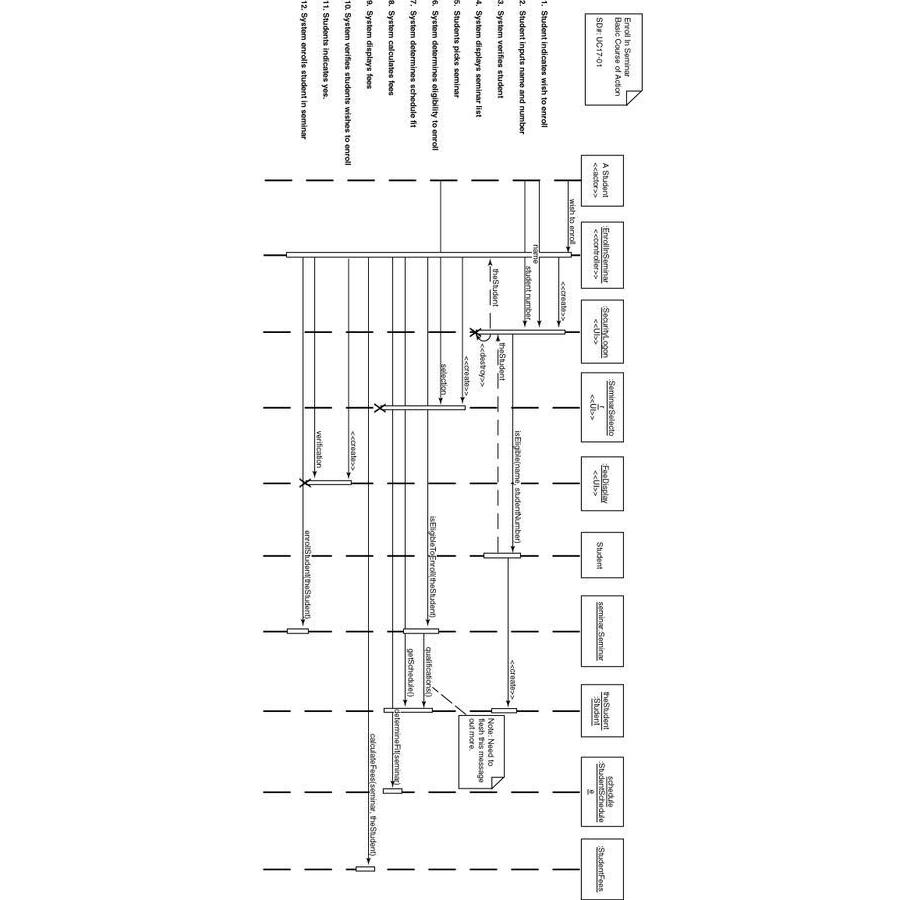 Enroll In Seminar
Basic Course of Action
SD#: UC17-01
A Student
<<actor>>
:EnrollInSeminar
<<controller>>
:SecurityLogon
<<UI>>
:SeminarSelecto
r
<<UI>>
:FeeDisplay
<<UI>>
Student
seminar:Seminar
theStudent
:Student
schedule
:StudentSchedule
:StudentFees
1. Student indicates wish to enroll
2. Student inputs name and number
3. System verifies student
4. System displays seminar list
5. Students picks seminar
6. System determines eligibility to enroll
7. System determines schedule fit
8. System calculates fees
9. System displays fees
10. System verifies students wishes to enroll
11. Students indicates yes.
12. System enrolls student in seminar
wish to enroll
<<create>>
name
student number
isEligible(name, studentNumber)
<<create>>
theStudent
theStudent
<<destroy>>
<<create>>
selection
isEligibleToEnroll(theStudent)
qualifications()
Note: Need to
flesh this message
out more.
getSchedule()
determineFit(seminar)
calculateFees(seminar, theStudent)
<<create>>
verification
enrollStudent(theStudent)